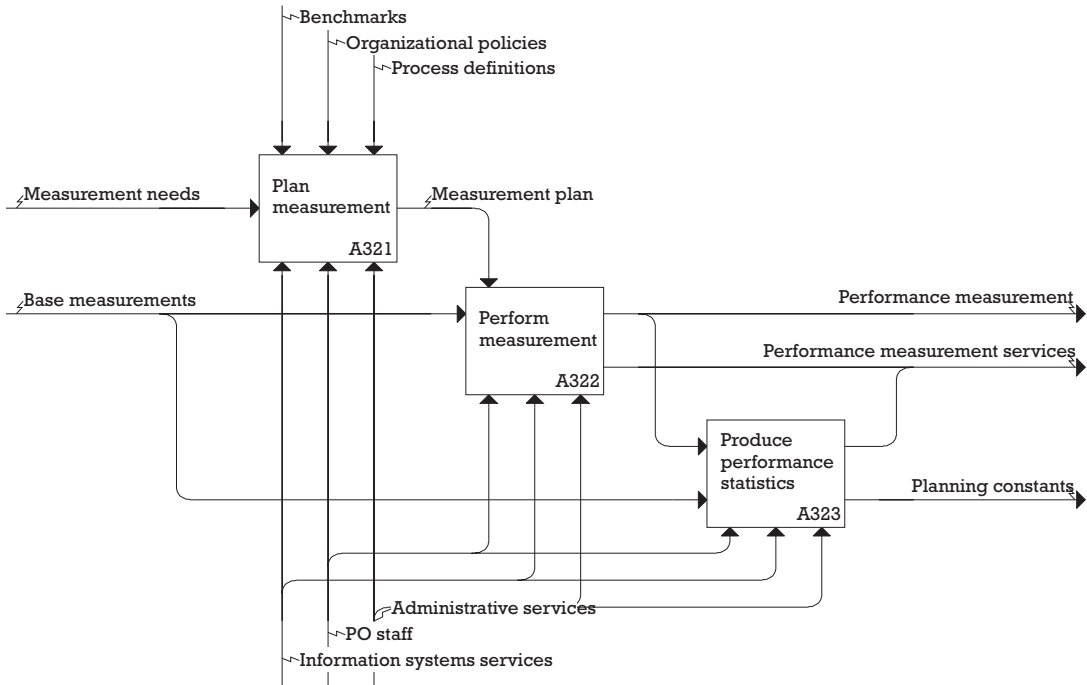 Benchmarks
Organizational policies
Process definitions
Plan
measurement
A321
Measurement needs
Measurement plan
Base measurements
Perform
measurement
A322
Performance measurement
Performance measurement services
Produce
performance
statistics
A323
Planning constants
Administrative services
PO staff
Information systems services